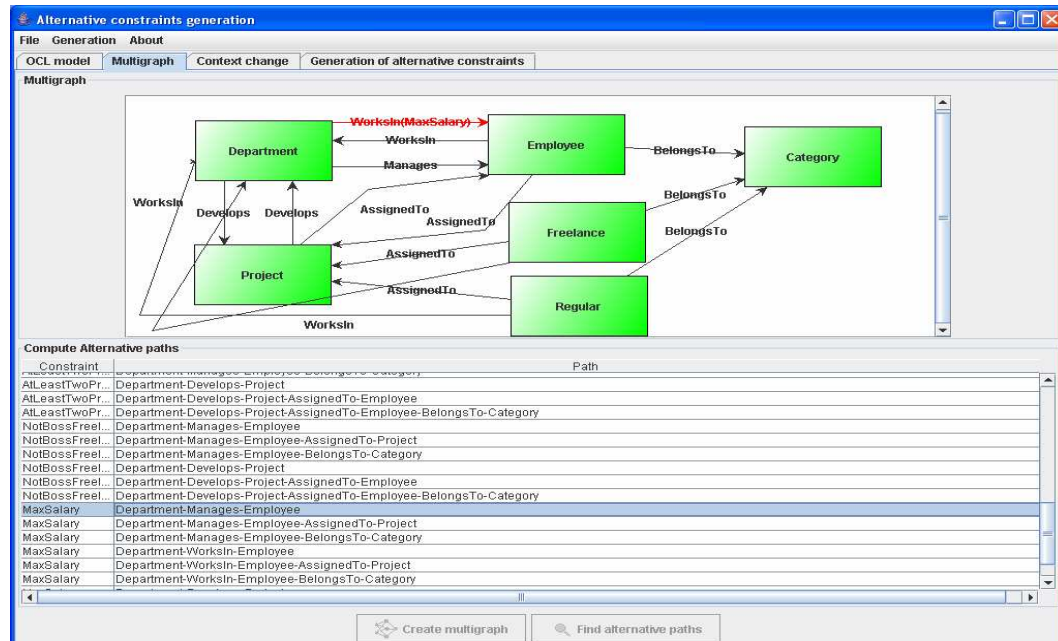 Alternative constraints generation
File Generation About
OCL model Multigraph Context change Generation of alternative constraints
Multigraph
WorksIn(MaxSalary)
WorksIn
Department
Employee
Category
BelongsTo
Manages
BelongsTo
WorksIn
Develops
Develops
AssignedTo
AssignedTo
Freelance
BelongsTo
AssignedTo
Project
AssignedTo
Regular
WorksIn
Compute Alternative paths
Constraint Path
AtLeastTwoPr... Department-Manages-Employee-BelongsTo-Category
AtLeastTwoPr... Department-Develops-Project
AtLeastTwoPr... Department-Develops-Project-AssignedTo-Employee
AtLeastTwoPr... Department-Develops-Project-AssignedTo-Employee-BelongsTo-Category
NotBossFreel... Department-Manages-Employee
NotBossFreel... Department-Manages-Employee-AssignedTo-Project
NotBossFreel... Department-Manages-Employee-BelongsTo-Category
NotBossFreel... Department-Develops-Project
NotBossFreel... Department-Develops-Project-AssignedTo-Employee
NotBossFreel... Department-Develops-Project-AssignedTo-Employee-BelongsTo-Category
MaxSalary Department-Manages-Employee
MaxSalary Department-Manages-Employee-AssignedTo-Project
MaxSalary Department-Manages-Employee-BelongsTo-Category
MaxSalary Department-WorksIn-Employee
MaxSalary Department-WorksIn-Employee-AssignedTo-Project
MaxSalary Department-WorksIn-Employee-BelongsTo-Category
Create multigraph Find alternative paths